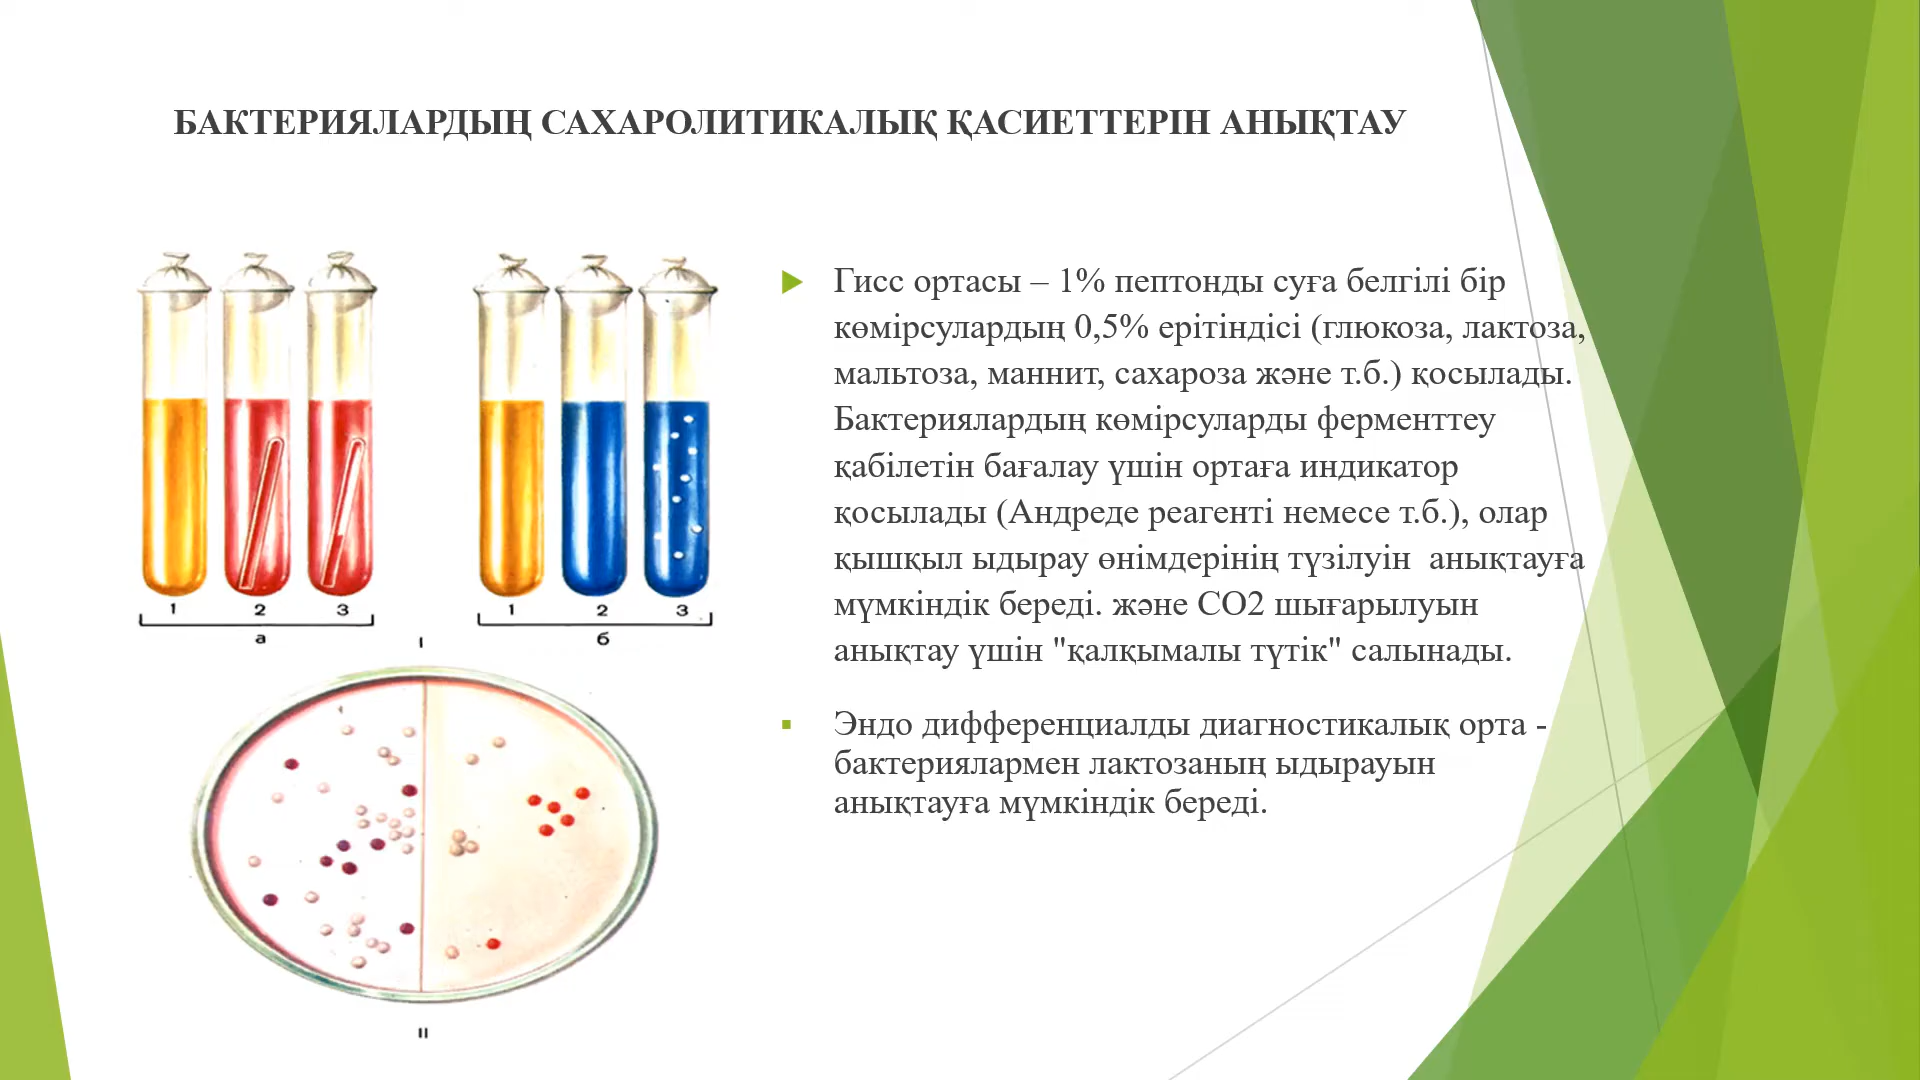 БАКТЕРИЯЛАРДЫҢ САХАРОЛИТИКАЛЫҚ ҚАСИЕТТЕРІН АНЫҚТАУ
1 2 3
а
1 2 3
б
I
II
Гисс ортасы – 1% пептонды суға белгілі бір
көмірсулардың 0,5% ерітіндісі (глюкоза, лактоза,
мальтоза, маннит, сахароза және т.б.) қосылады.
Бактериялардың көмірсуларды ферменттеу
қабілетін бағалау үшін ортаға индикатор
қосылады (Андреде реагенті немесе т.б.), олар
қышқыл ыдырау өнімдерінің түзілуін  анықтауға
мүмкіндік береді. және СО2 шығарылуын
анықтау үшін "қалқымалы түтік" салынады.
Эндо дифференциалды диагностикалық орта -
бактериялармен лактозаның ыдырауын
анықтауға мүмкіндік береді.